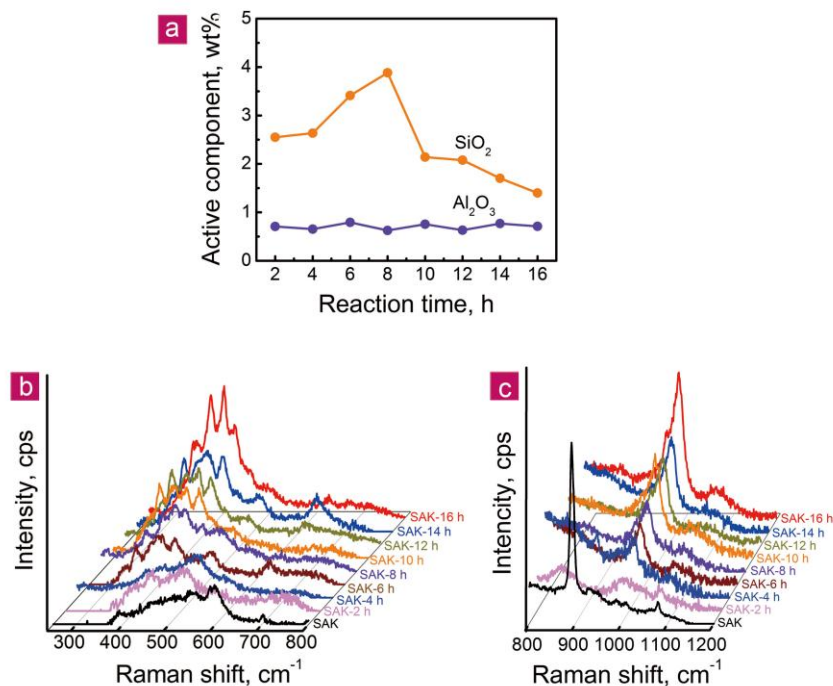 a
Active component, wt%
5
4
3
2
1
0
SiO2
Al2O3
2 4 6 8 10 12 14 16
Reaction time, h
b
Intensity, cps
SAK-16 h
SAK-14 h
SAK-12 h
SAK-10 h
SAK-8 h
SAK-6 h
SAK-4 h
SAK-2 h
SAK
300 400 500 600 700 800
Raman shift, cm-1
c
Intencity, cps
SAK-16 h
SAK-14 h
SAK-12 h
SAK-10 h
SAK-8 h
SAK-6 h
SAK-4 h
SAK-2 h
SAK
800 900 1000 1100 1200
Raman shift, cm-1